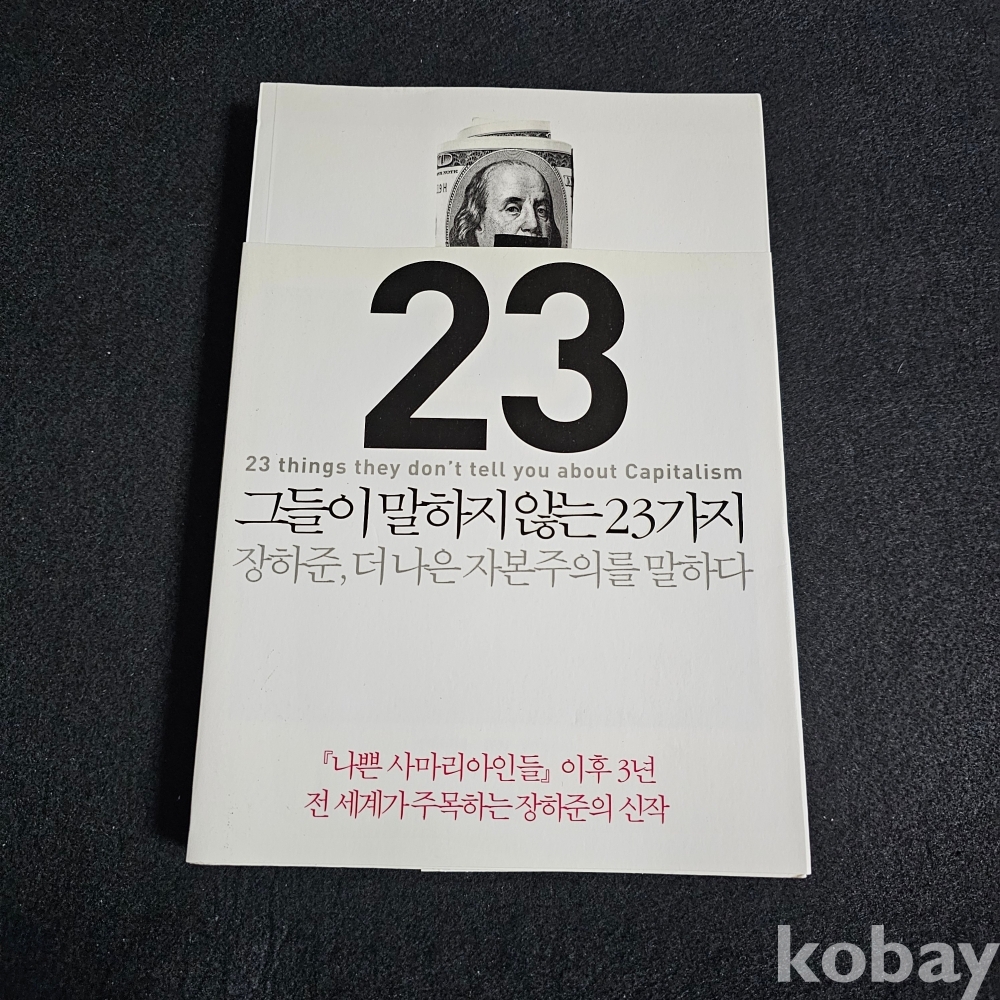 23
23 things they don't tell you about Capitalism
그들이 말하지 않는 23가지
장하준, 더 나은 자본주의를 말하다
『나쁜 사마리아인들』 이후 3년
전 세계가 주목하는 장하준의 신작
kobay